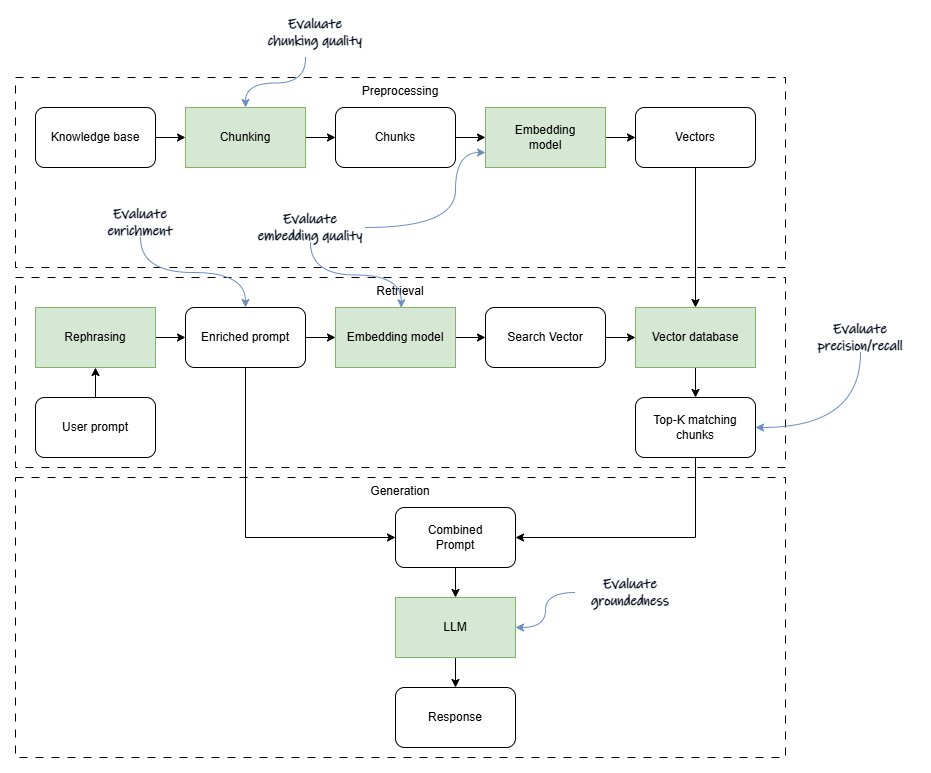 Evaluate
chunking quality
Preprocessing
Knowledge base
Chunking
Chunks
Embedding
model
Vectors
Evaluate
enrichment
Evaluate
embedding quality
Retrieval
Rephrasing
Enriched prompt
Embedding model
Search Vector
Vector database
Evaluate
precision/recall
User prompt
Top-K matching
chunks
Generation
Combined
Prompt
Evaluate
groundedness
LLM
Response